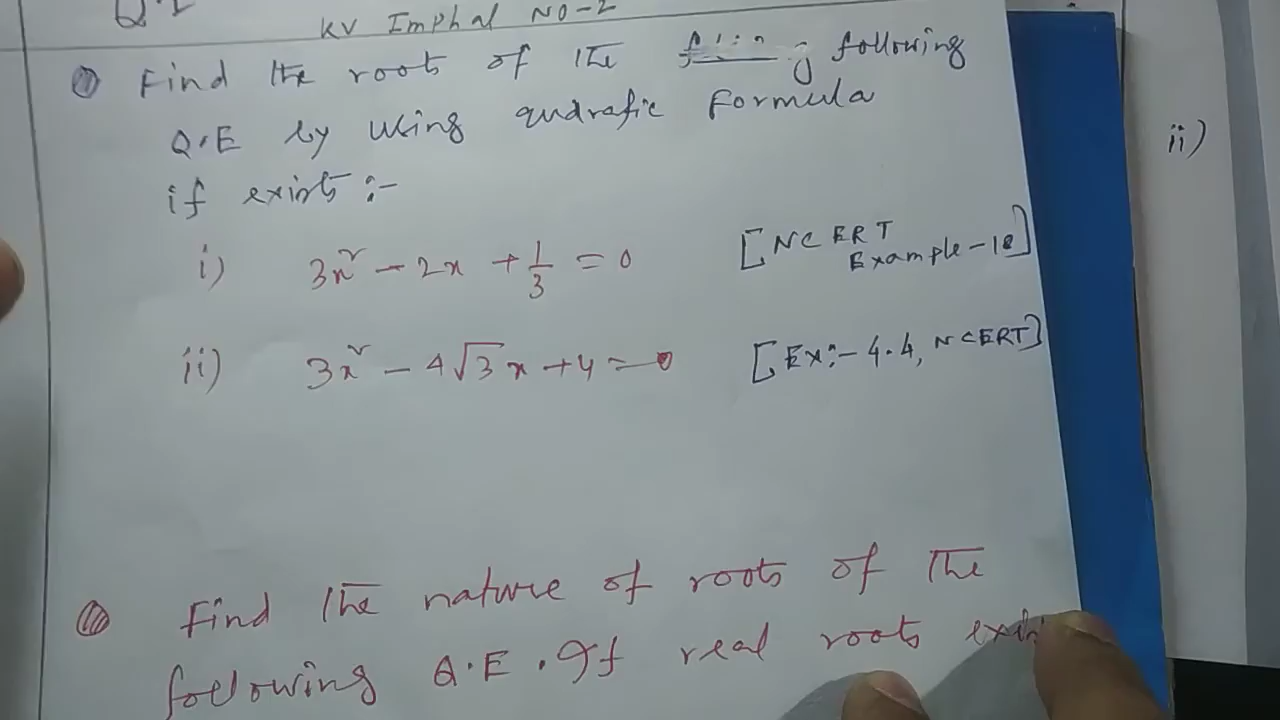 KV Imphal NO-2
Find the roots of the following
Q.E by using qudratic Formula
if exists :-
i) 3x² - 2x + 1/3 = 0 [NCERT Example-18]
ii) 3x² - 4√3x + 4 = 0 [Ex:- 4.4, NCERT]
ii)
Find the nature of roots of the
following Q.E. If real roots